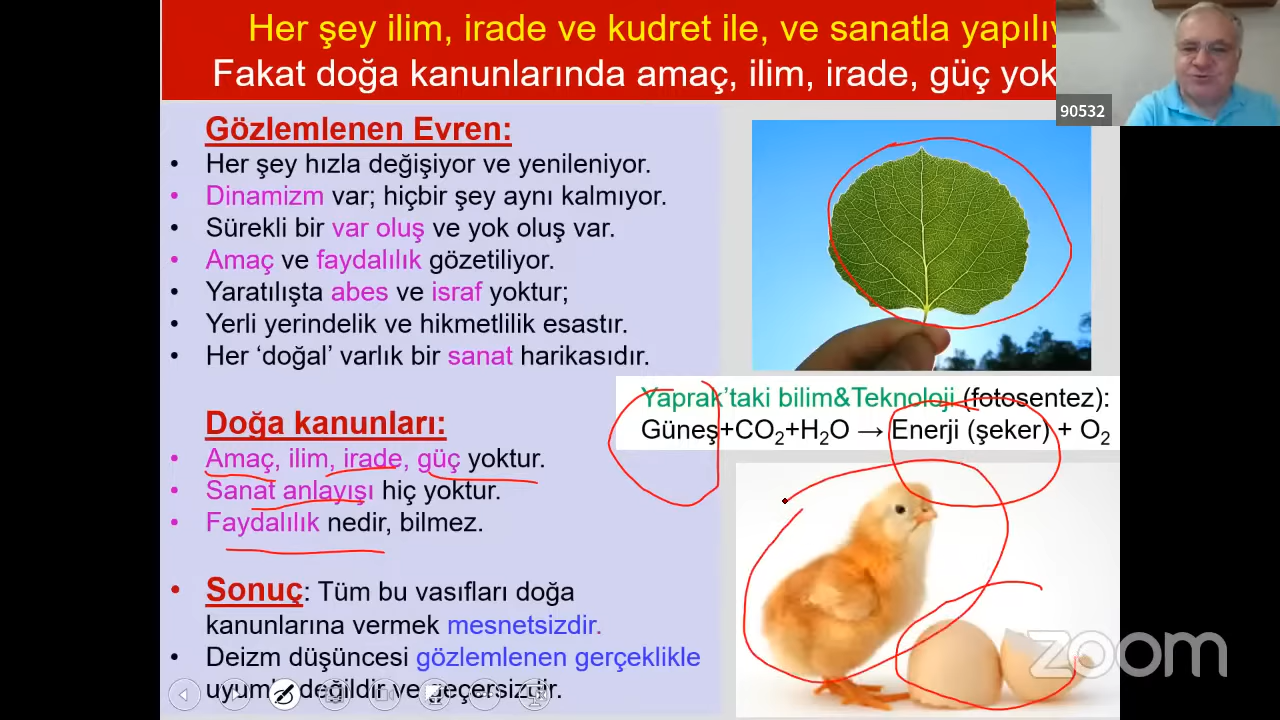 Her şey ilim, irade ve kudret ile, ve sanatla
Fakat doğa kanunlarında amaç, ilim, irade, güç yok
90532
Gözlemlenen Evren:
• Her şey hızla değişiyor ve yenileniyor.
• Dinamizm var; hiçbir şey aynı kalmıyor.
• Sürekli bir var oluş ve yok oluş var.
• Amaç ve faydalılık gözetiliyor.
• Yaratılışta abes ve israf yoktur;
• Yerli yerindelik ve hikmetlilik esastır.
• Her ‘doğal’ varlık bir sanat harikasıdır.
Yaprak’taki bilim&Teknoloji (fotosentez):
Güneş+CO₂+H₂O → Enerji (şeker) + O₂
Doğa kanunları:
• Amaç, ilim, irade, güç yoktur.
• Sanat anlayışı hiç yoktur.
• Faydalılık nedir, bilmez.
• Sonuç: Tüm bu vasıfları doğa
kanunlarına vermek mesnetsizdir.
• Deizm düşüncesi gözlemlenen gerçeklikle
değildir ve geçersizdir.
zoom